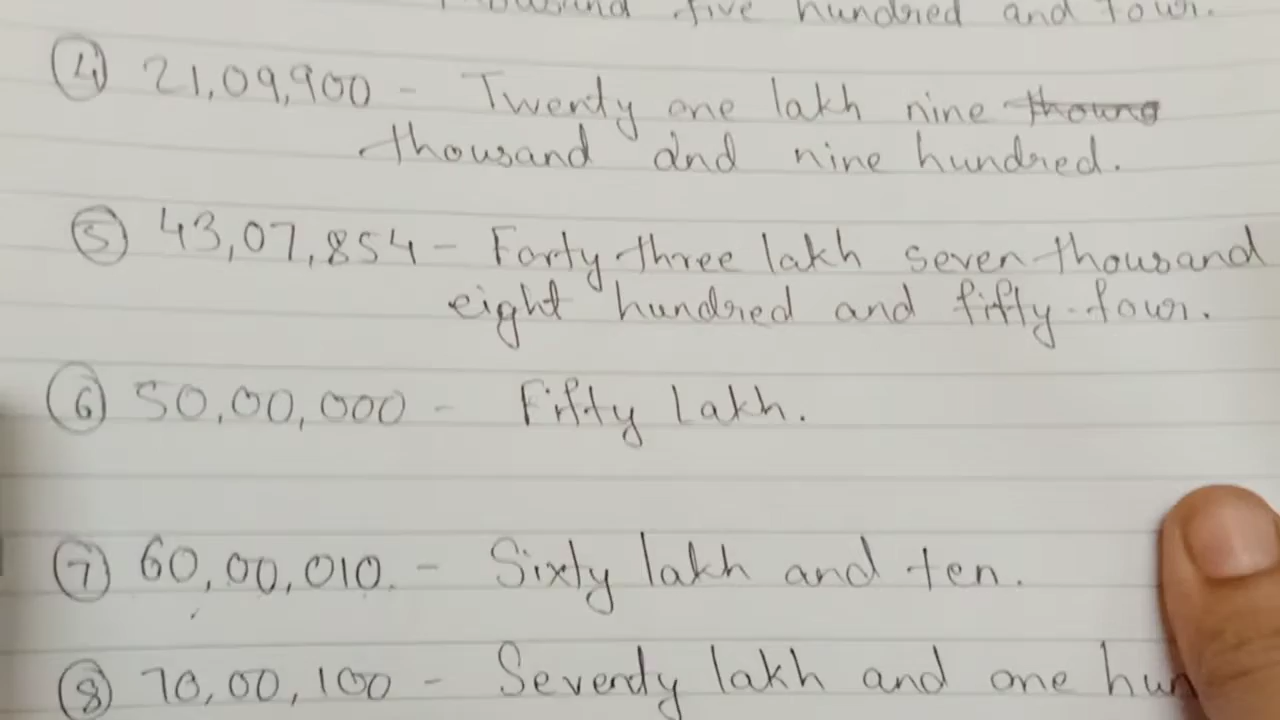 five hundred and four.
④ 21,09,900 - Twenty one lakh nine
thousand and nine hundred.
⑤ 43,07,854 - Forty three lakh seven thousand
eight hundred and fifty-four.
⑥ 50,00,000 - Fifty lakh.
⑦ 60,00,010. - Sixty lakh and ten.
⑧ 70,00,100 - Seventy lakh and one hun